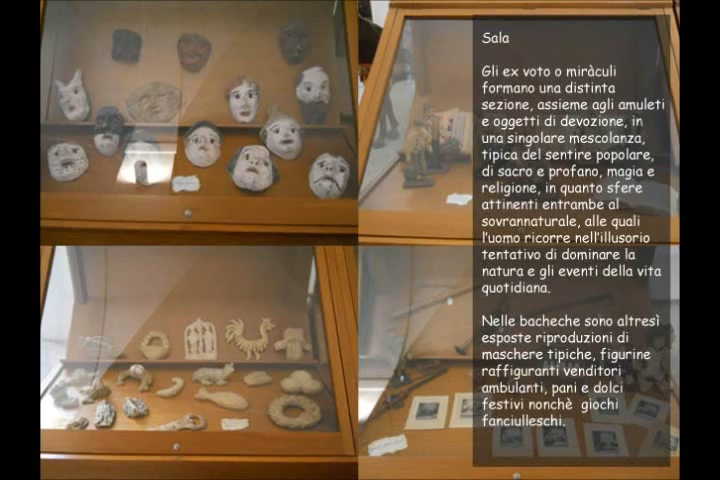 Sala
Gli ex voto o miràculi
formano una distinta
sezione, assieme agli amuleti
e oggetti di devozione, in
una singolare mescolanza,
tipica del sentire popolare,
di sacro e profano, magia e
religione, in quanto sfere
attinenti entrambe al
sovrannaturale, alle quali
l'uomo ricorre nell'illusorio
tentativo di dominare la
natura e gli eventi della vita
quotidiana.
Nelle bacheche sono altresì
esposte riproduzioni di
maschere tipiche, figurine
raffiguranti venditori
ambulanti, pani e dolci
festivi nonchè giochi
fanciulleschi.